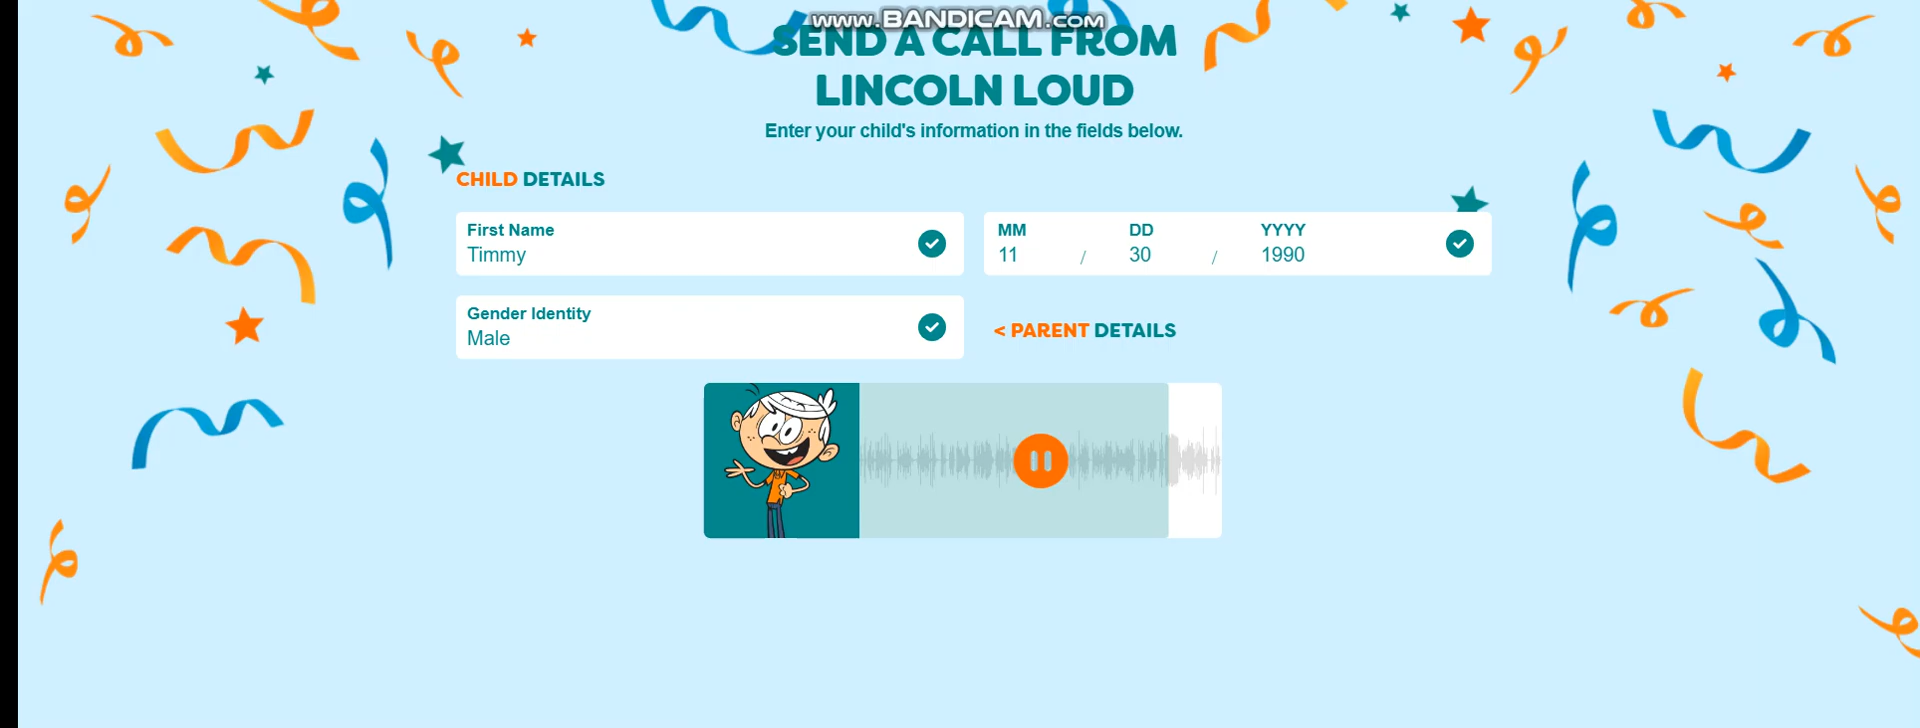 www.BANDICAM.com
SEND A CALL FROM
LINCOLN LOUD
Enter your child's information in the fields below.
CHILD DETAILS
First Name
Timmy
MM DD YYYY
11 / 30 / 1990
Gender Identity
Male
< PARENT DETAILS